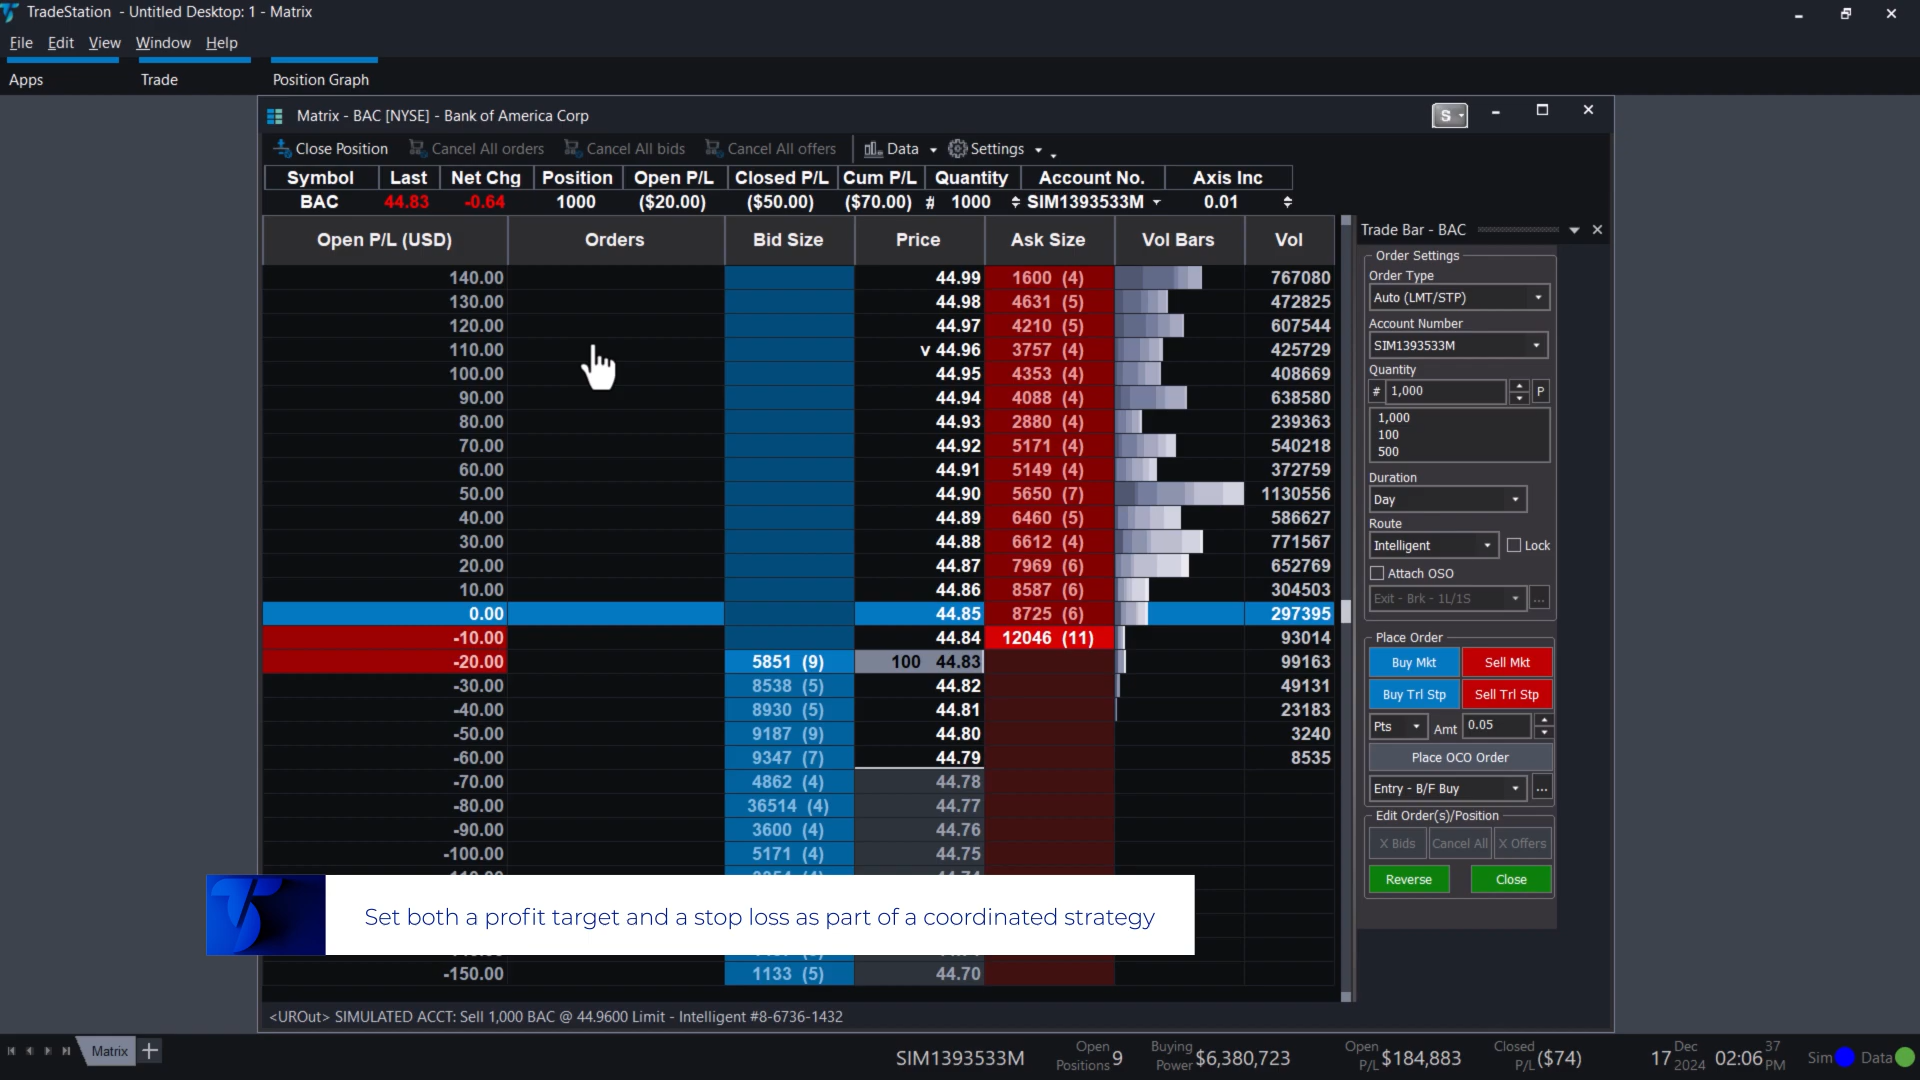 TradeStation - Untitled Desktop: 1 - Matrix
File Edit View Window Help
Apps Trade Position Graph
Matrix - BAC [NYSE] - Bank of America Corp
S
Close Position Cancel All orders Cancel All bids Cancel All offers Data Settings
Symbol Last Net Chg Position Open P/L Closed P/L Cum P/L Quantity Account No. Axis Inc
BAC 44.83 -0.64 1000 ($20.00) ($50.00) ($70.00) # 1000 SIM1393533M 0.01
Open P/L (USD) Orders Bid Size Price Ask Size Vol Bars Vol
140.00 44.99 1600 (4) 767080
130.00 44.98 4631 (5) 472825
120.00 44.97 4210 (5) 607544
110.00 v 44.96 3757 (4) 425729
100.00 44.95 4353 (4) 408669
90.00 44.94 4088 (4) 638580
80.00 44.93 2880 (4) 239363
70.00 44.92 5171 (4) 540218
60.00 44.91 5149 (4) 372759
50.00 44.90 5650 (7) 1130556
40.00 44.89 6460 (5) 586627
30.00 44.88 6612 (4) 771567
20.00 44.87 7969 (6) 652769
10.00 44.86 8587 (6) 304503
0.00 44.85 8725 (6) 297395
-10.00 44.84 12046 (11) 93014
-20.00 5851 (9) 100 44.83 99163
-30.00 8538 (5) 44.82 49131
-40.00 8930 (5) 44.81 23183
-50.00 9187 (9) 44.80 3240
-60.00 9347 (7) 44.79 8535
-70.00 4862 (4) 44.78
-80.00 36514 (4) 44.77
-90.00 3600 (4) 44.76
-100.00 5171 (4) 44.75
Set both a profit target and a stop loss as part of a coordinated strategy
-150.00 1133 (5) 44.70
<UROut> SIMULATED ACCT: Sell 1,000 BAC @ 44.9600 Limit - Intelligent #8-6736-1432
Trade Bar - BAC
Order Settings
Order Type
Auto (LMT/STP)
Account Number
SIM1393533M
Quantity
# 1,000 P
1,000
100
500
Duration
Day
Route
Intelligent Lock
Attach OSO
Exit - Brk - 1L/1S ...
Place Order
Buy Mkt Sell Mkt
Buy Trl Stp Sell Trl Stp
Pts Amt 0.05
Place OCO Order
Entry - B/F Buy ...
Edit Order(s)/Position
X Bids Cancel All X Offers
Reverse Close
Matrix
SIM1393533M Open Positions 9 Buying Power $6,380,723 Open P/L $184,883 Closed P/L ($74) 17 Dec 2024 02:06 37 PM Sim Data